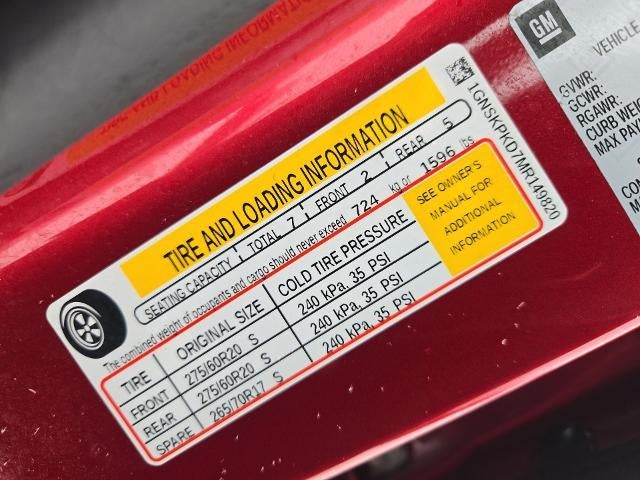 TIRE AND LOADING INFORMATION
SEATING CAPACITY TOTAL 7 FRONT 2 REAR 5
The combined weight of occupants and cargo should never exceed 724 kg or 1596 lbs
TIRE ORIGINAL SIZE COLD TIRE PRESSURE
FRONT 275/60R20 S 240 kPa, 35 PSI
REAR 275/60R20 S 240 kPa, 35 PSI
SPARE 265/70R17 S 240 kPa, 35 PSI
SEE OWNER'S
MANUAL FOR
ADDITIONAL
INFORMATION
1GNSKPKD7MR149820
GM
VEHICLE
GVWR:
GCWR:
RGAWR:
CURB WEI
MAX PAY